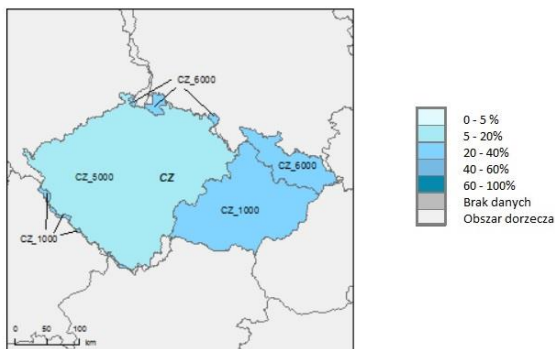 CZ_6000
CZ_5000
CZ
CZ_6000
CZ_1000
CZ_1000
0 50 100
km
0 - 5 %
5 - 20%
20 - 40%
40 - 60%
60 - 100%
Brak danych
Obszar dorzecza